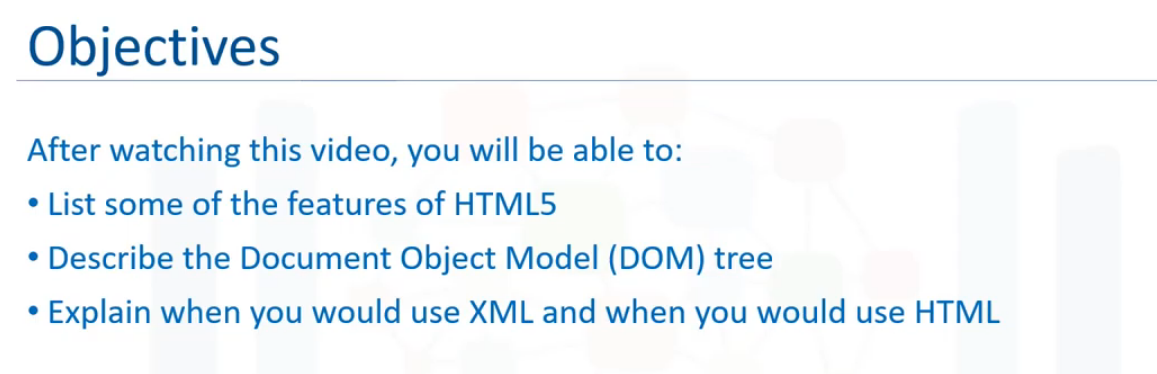 Objectives
After watching this video, you will be able to:
• List some of the features of HTML5
• Describe the Document Object Model (DOM) tree
• Explain when you would use XML and when you would use HTML